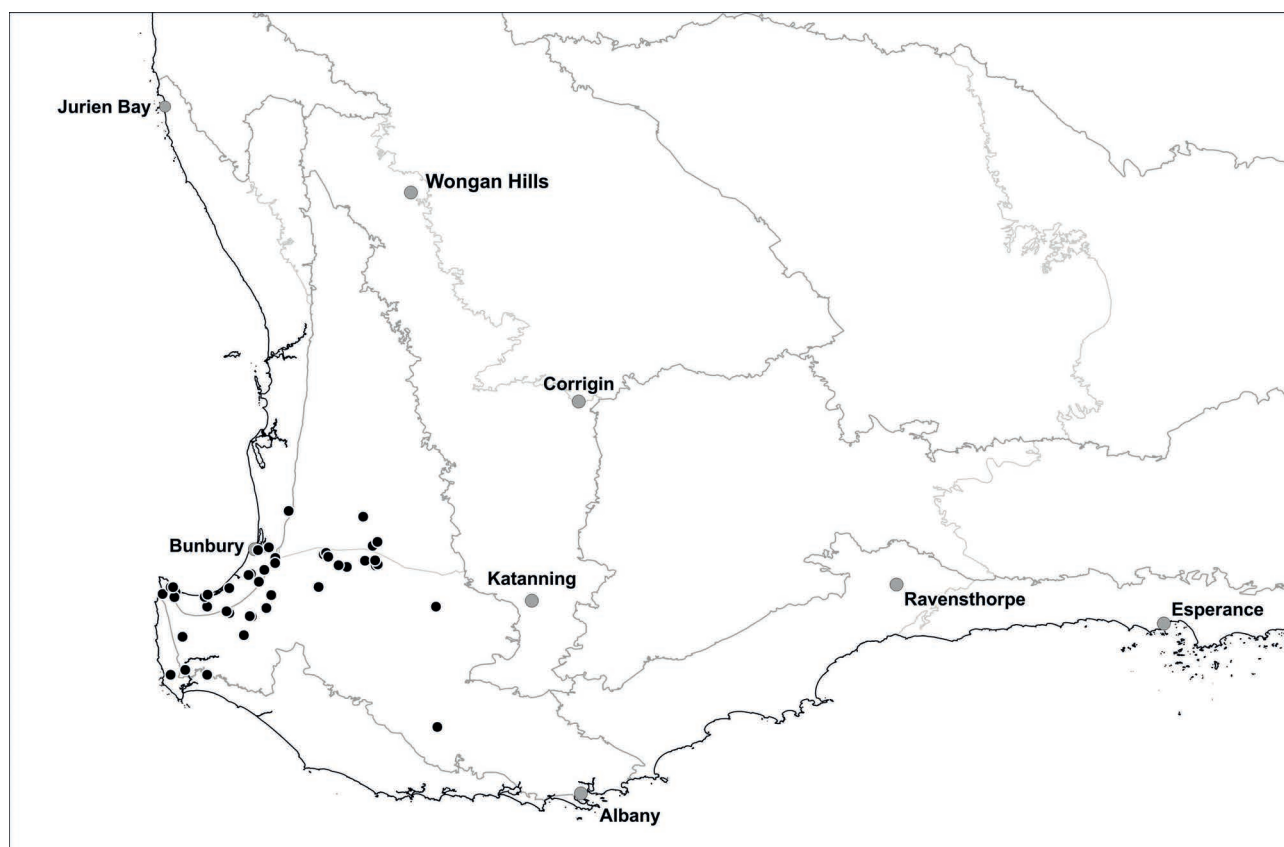 Jurien Bay
Wongan Hills
Corrigin
Bunbury
Katanning
Ravensthorpe
Esperance
Albany